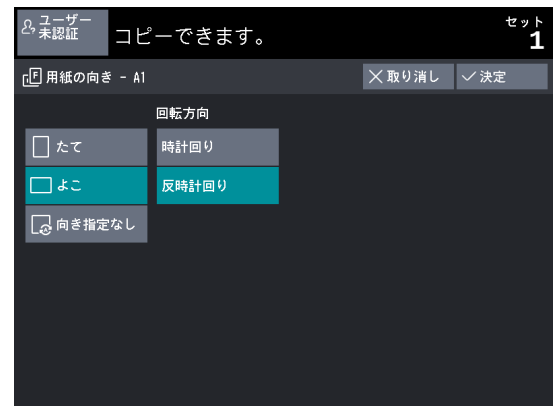 ユーザー
未認証
コピーできます。
セット
1
用紙の向き - A1
取り消し
決定
回転方向
たて
時計回り
よこ
反時計回り
向き指定なし